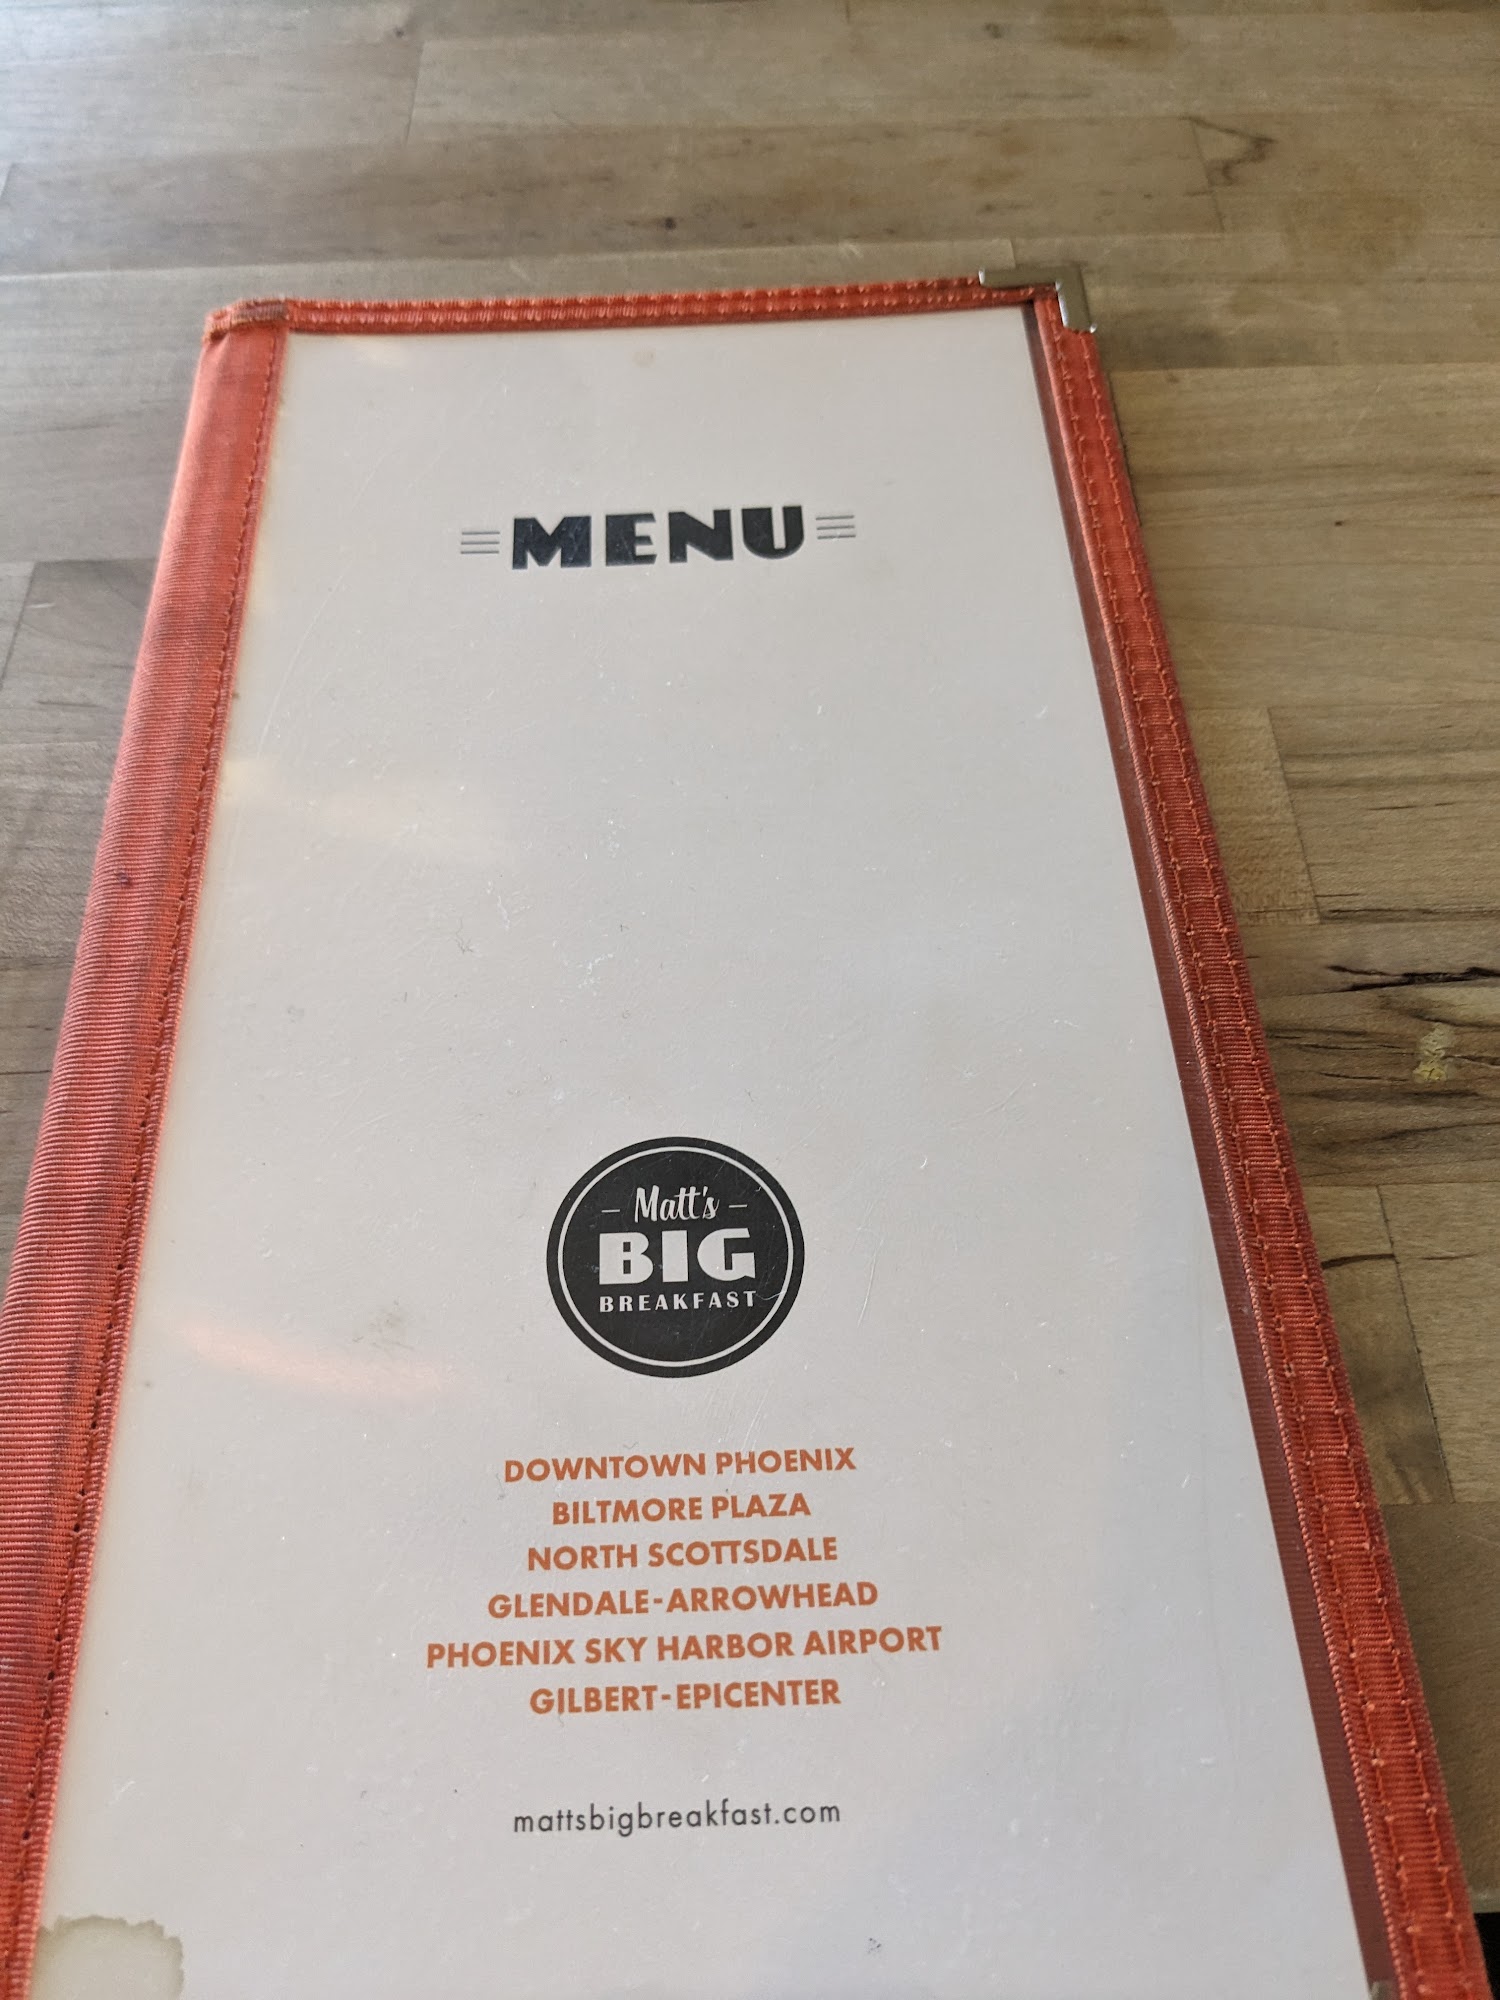 MENU
Matt's
BIG
BREAKFAST
DOWNTOWN PHOENIX
BILTMORE PLAZA
NORTH SCOTTSDALE
GLENDALE-ARROWHEAD
PHOENIX SKY HARBOR AIRPORT
GILBERT-EPICENTER
mattsbigbreakfast.com